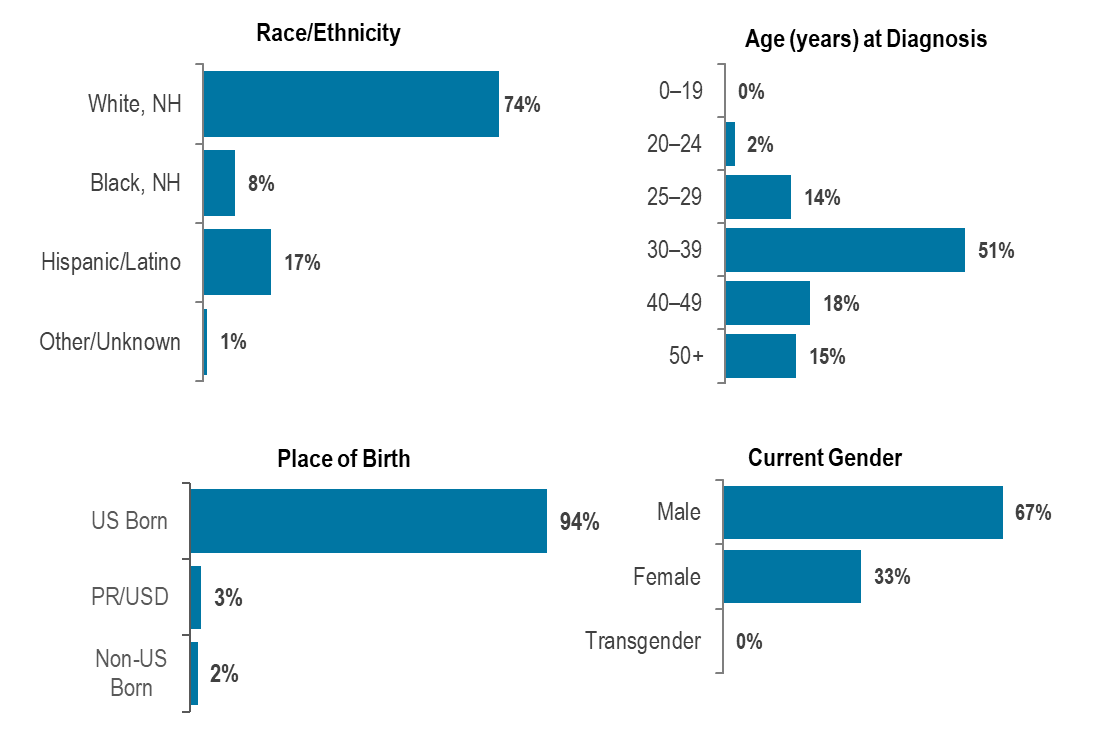 Race/Ethnicity
White, NH
74%
Black, NH
8%
Hispanic/Latino
17%
Other/Unknown
1%
Age (years) at Diagnosis
0–19
0%
20–24
2%
25–29
14%
30–39
51%
40–49
18%
50+
15%
Place of Birth
US Born
94%
PR/USD
3%
Non-US
Born
2%
Current Gender
Male
67%
Female
33%
Transgender
0%